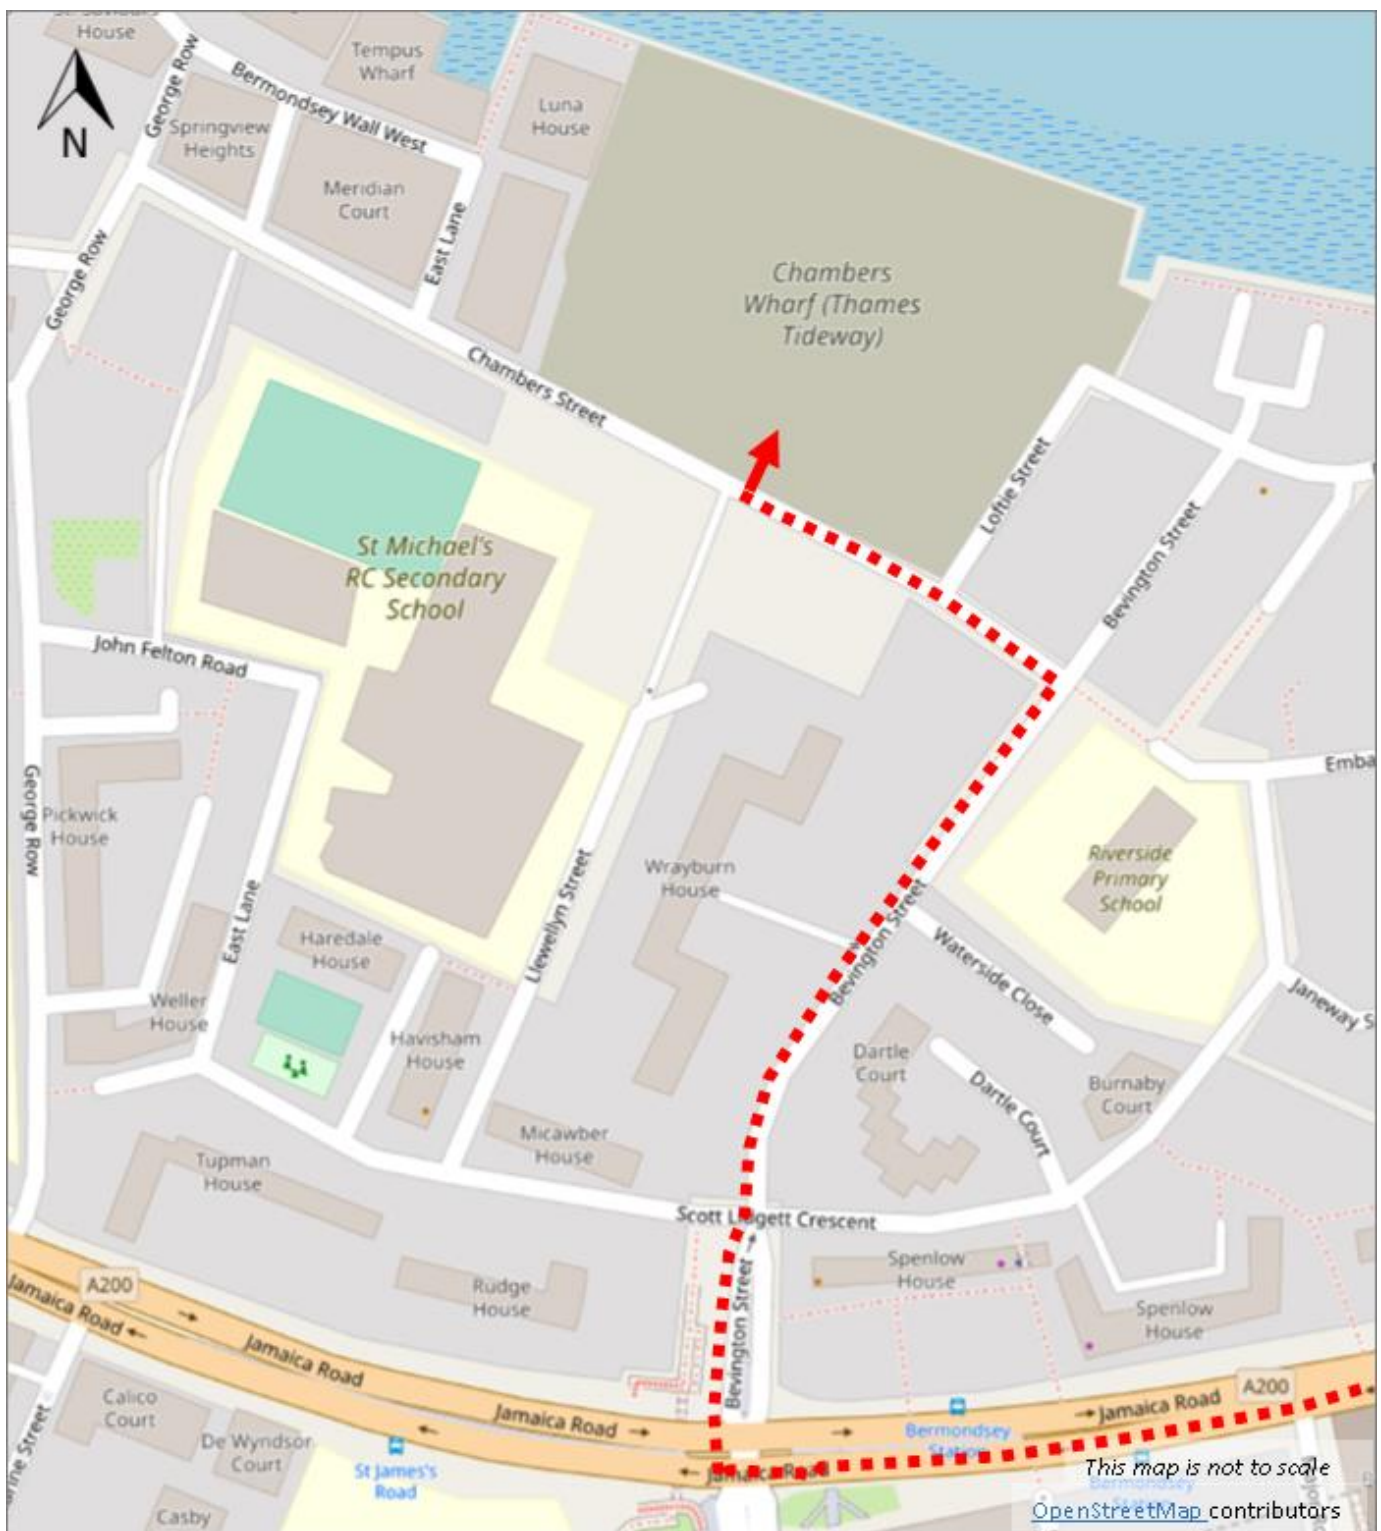 House
Tempus
Wharf
George Row
Bermondsey Wall West
Luna
House
N
Springview
Heights
Meridian
Court
East Lane
George Row
Chambers
Wharf (Thames
Tideway)
Chambers Street
Loftie Street
Bevington Street
St Michael's
RC Secondary
School
John Felton Road
George Row
Emba
Pickwick
House
Wrayburn
House
Riverside
Primary
School
Llewellyn Street
East Lane
Bevington Street
Haredale
House
Waterside Close
Weller
House
Janeway S
Havisham
House
Dartle
Court
Dartle Court
Burnaby
Court
Micawber
House
Tupman
House
Scott Lidgett Crescent
Bevington Street
Spenlow
House
A200
Rudge
House
Spenlow
House
Jamaica Road
Jamaica Road
A200
Calico
Court
Jamaica Road
Jamaica Road
Bermondsey
Station
De Wyndsor
Court
St James's
Road
Jamaica Road
This map is not to scale
Bermondsey
Casby
OpenStreetMap contributors